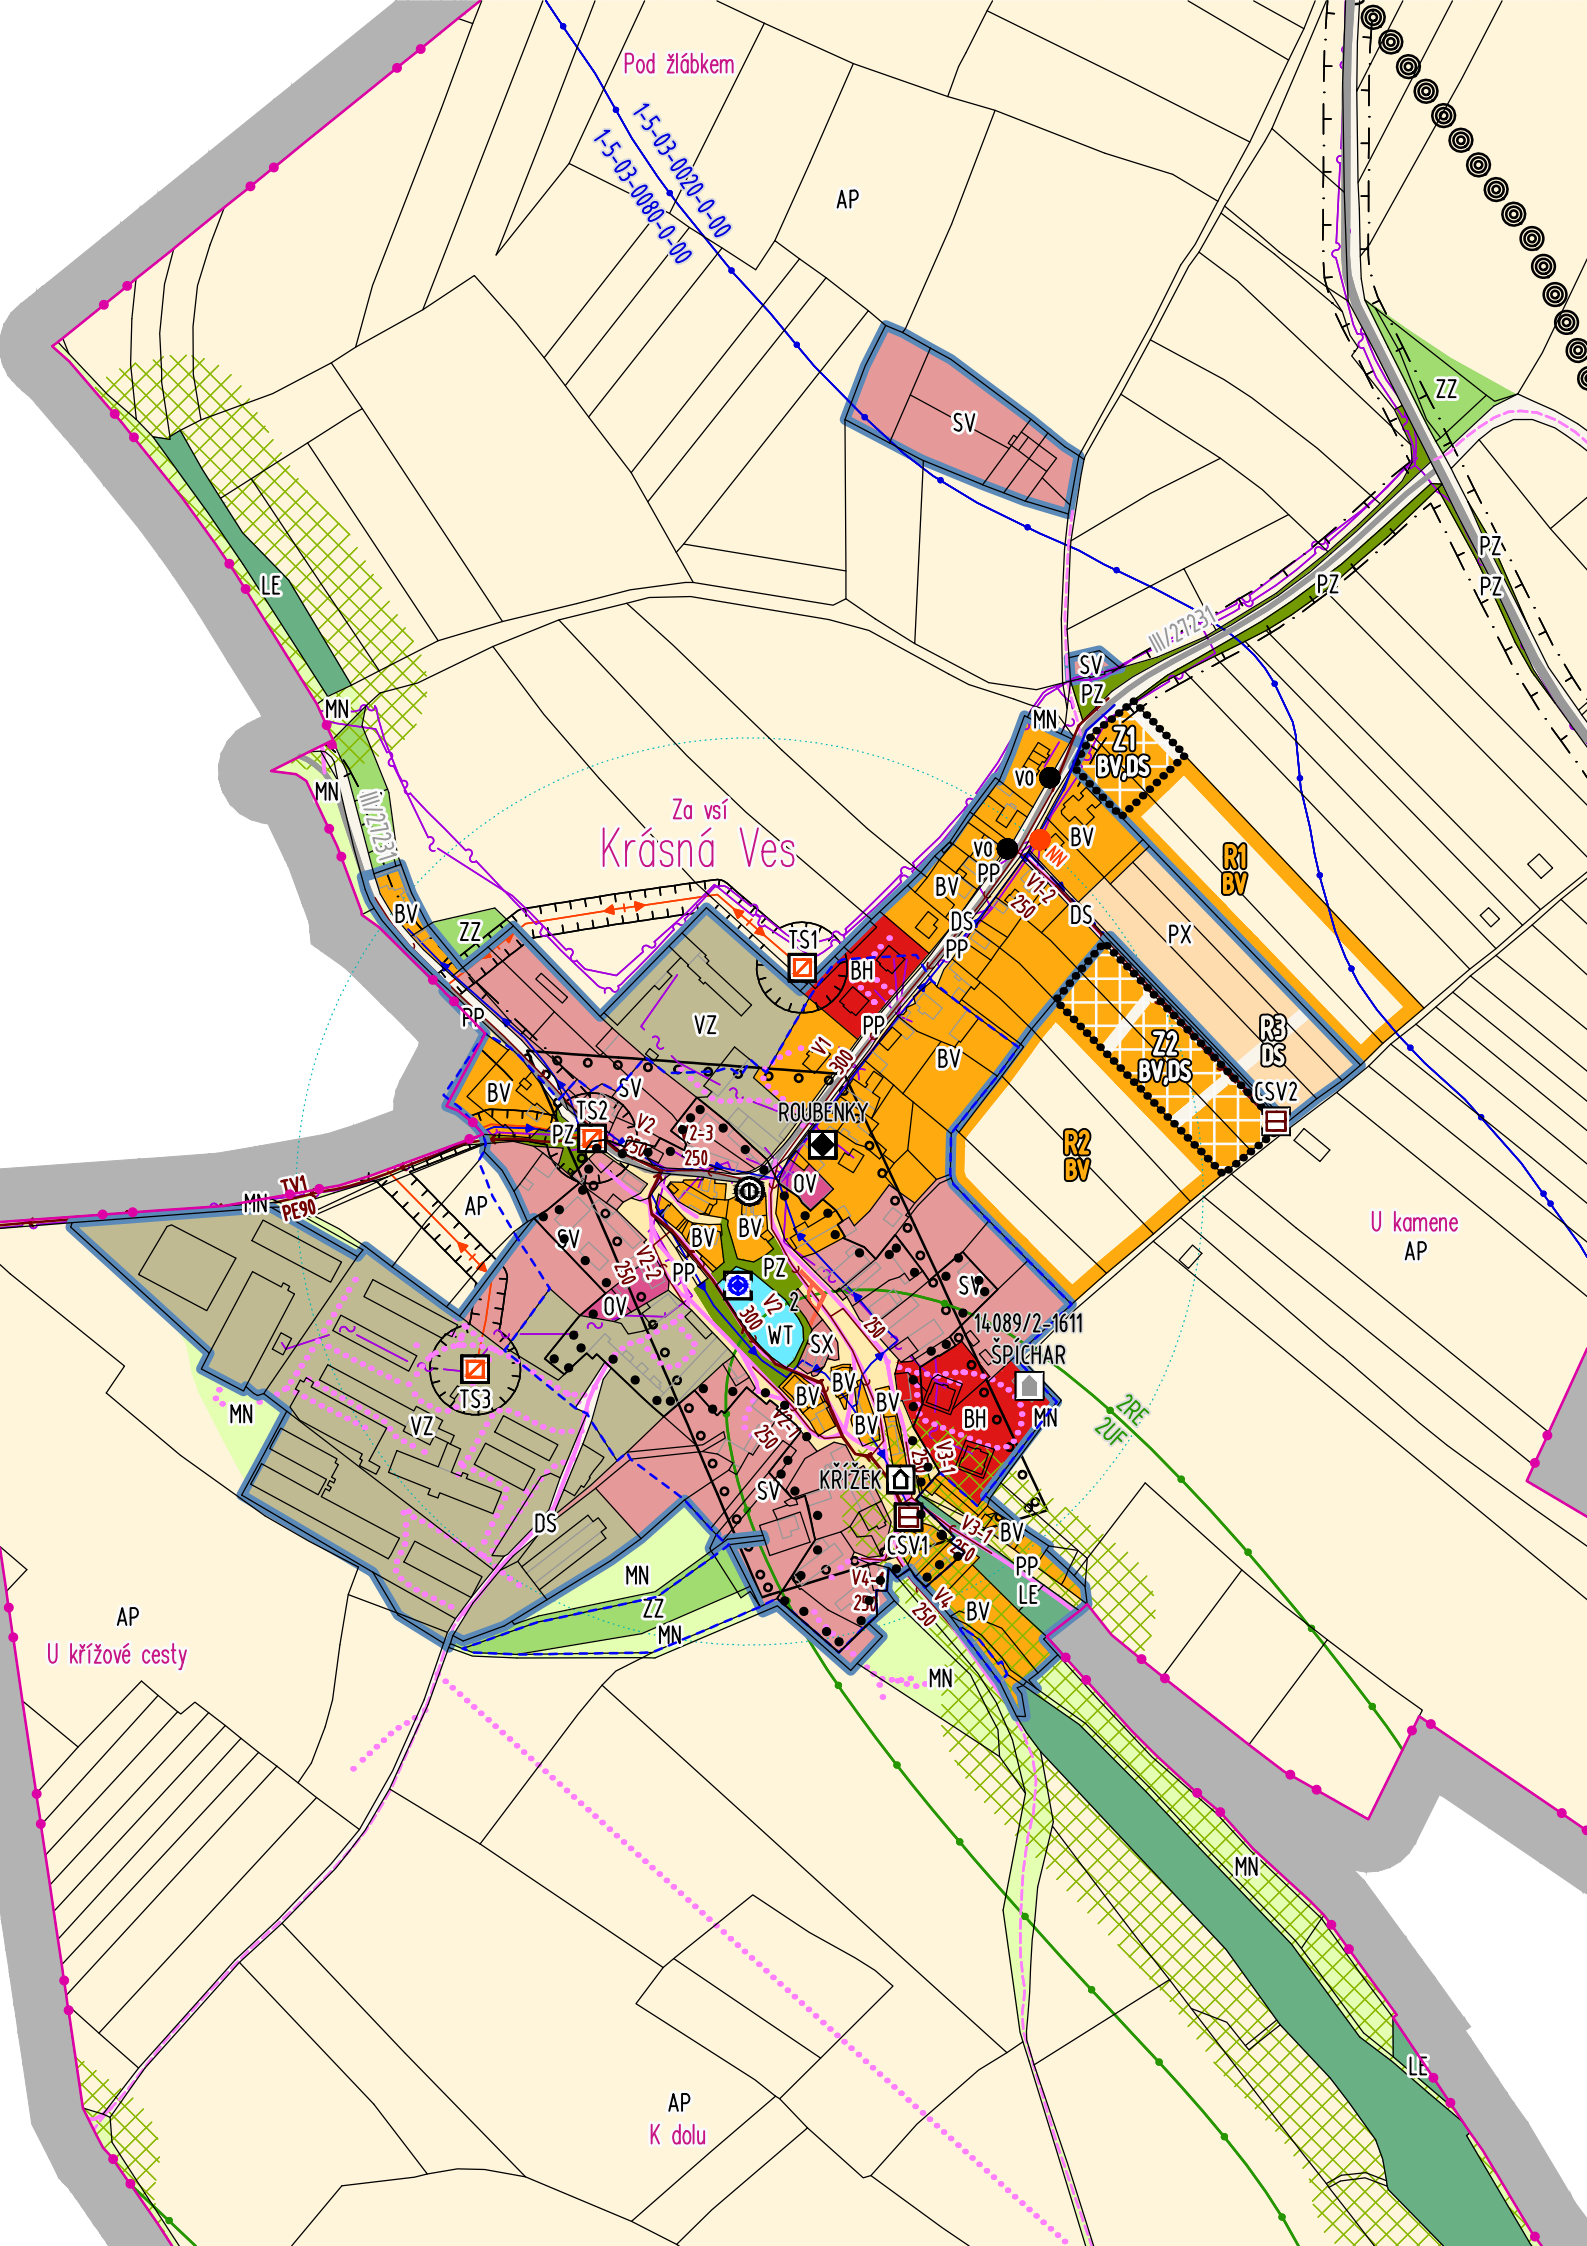 Pod žlábkem
1-5-03-0020-0-00
1-5-03-0080-0-00
AP
ZZ
SV
PZ
PZ
PZ
LE
III/27231
SV
PZ
MN
MN
Z1
BV,DS
VO
MN
III/27231
Za vsí
Krásná Ves
BV
VO
NN
PP
R1
BV
V1-2
250
BV
BV
DS
DS
PP
PX
ZZ
TS1
BH
PP
VZ
PP
V1
300
BV
Z2
BV,DS
R3
DS
CSV2
SV
BV
TS2
ROUBENKY
PZ
V2
250
2-3
250
R2
BV
TV1
PE90
MN
AP
OV
BV
U kamene
AP
SV
BV
V2-2
250
PP
PZ
SV
2
V2
300
OV
WT
SX
250
14089/2-1611
ŠPÍCHAR
TS3
BV
BV
BV
BV
2RE
2UF
MN
VZ
BH
MN
V2-1
250
V3-1
250
KŘÍŽEK
SV
DS
CSV1
V3-1
250
BV
PP
LE
MN
V4-1
250
V4
250
BV
ZZ
MN
AP
U křížové cesty
MN
MN
LE
AP
K dolu